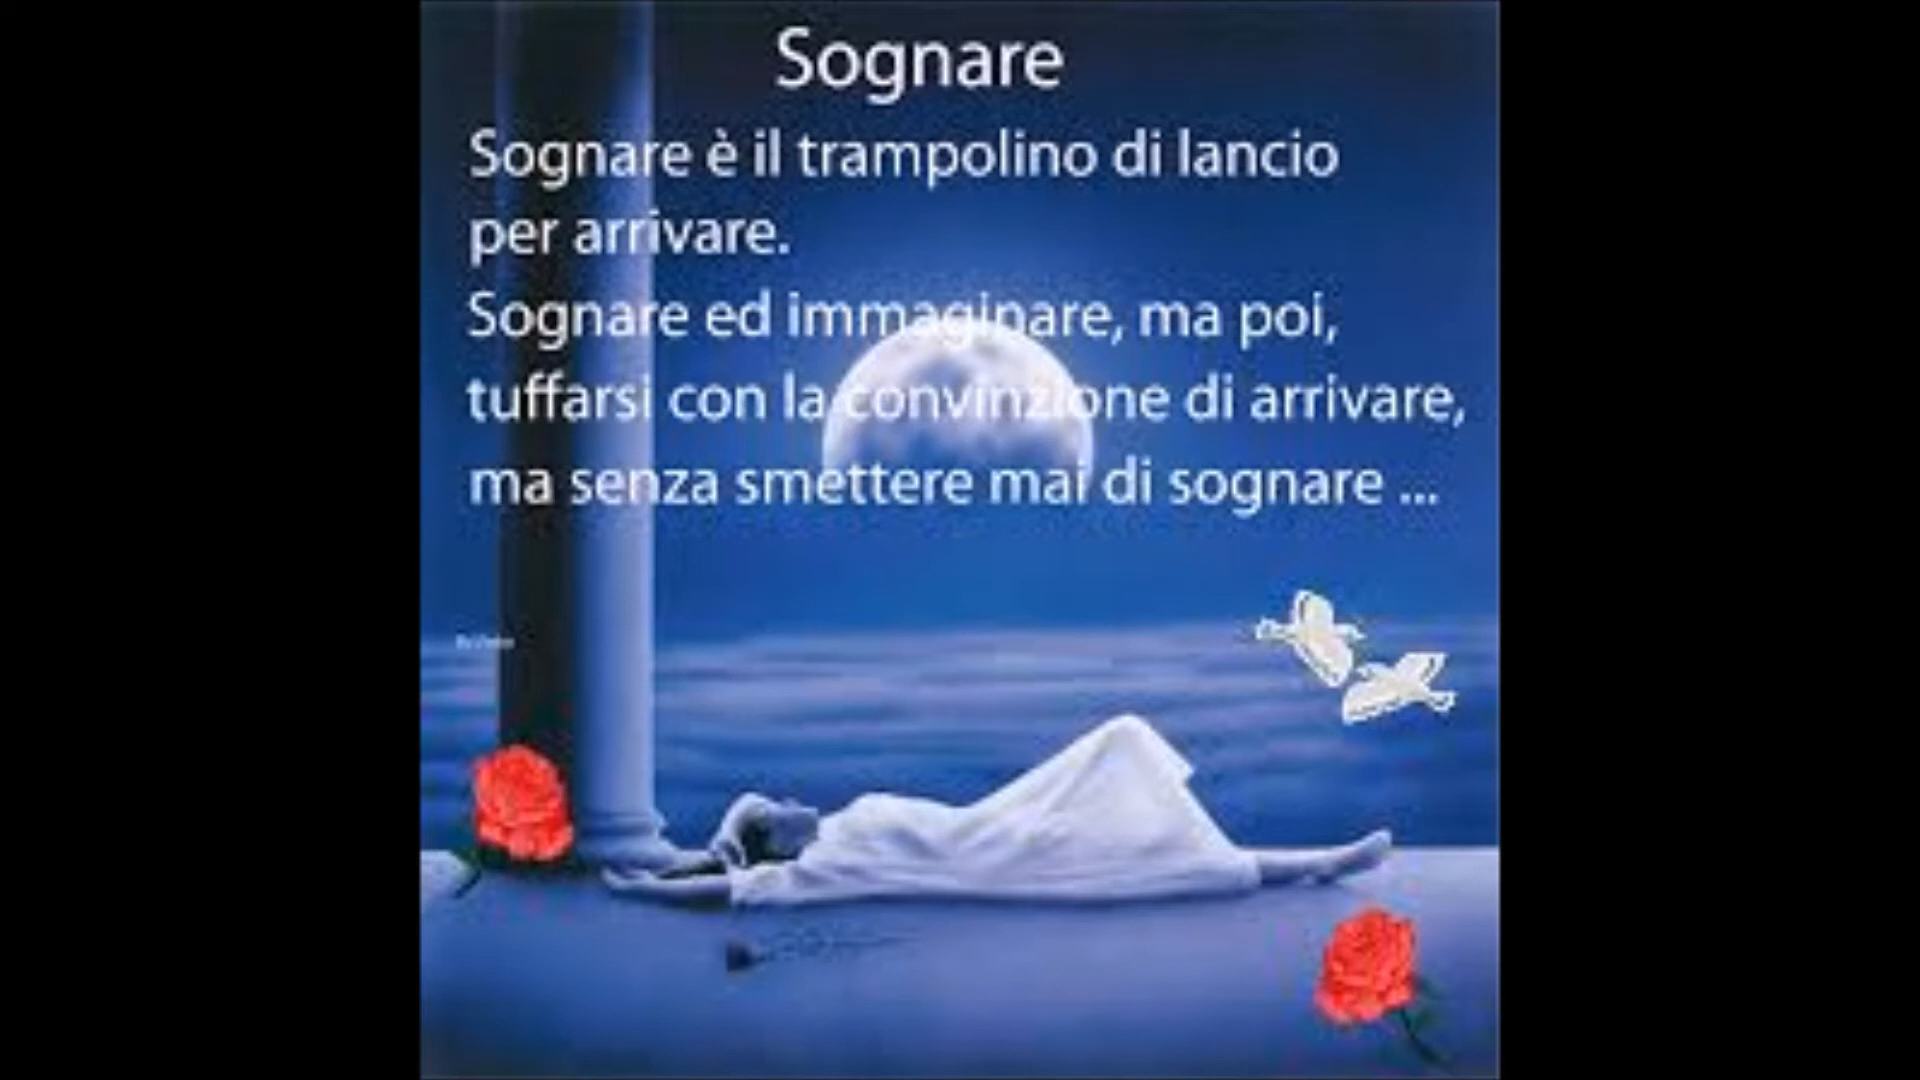 Sognare
Sognare è il trampolino di lancio
per arrivare.
Sognare ed immaginare, ma poi,
tuffarsi con la convinzione di arrivare,
ma senza smettere mai di sognare ...